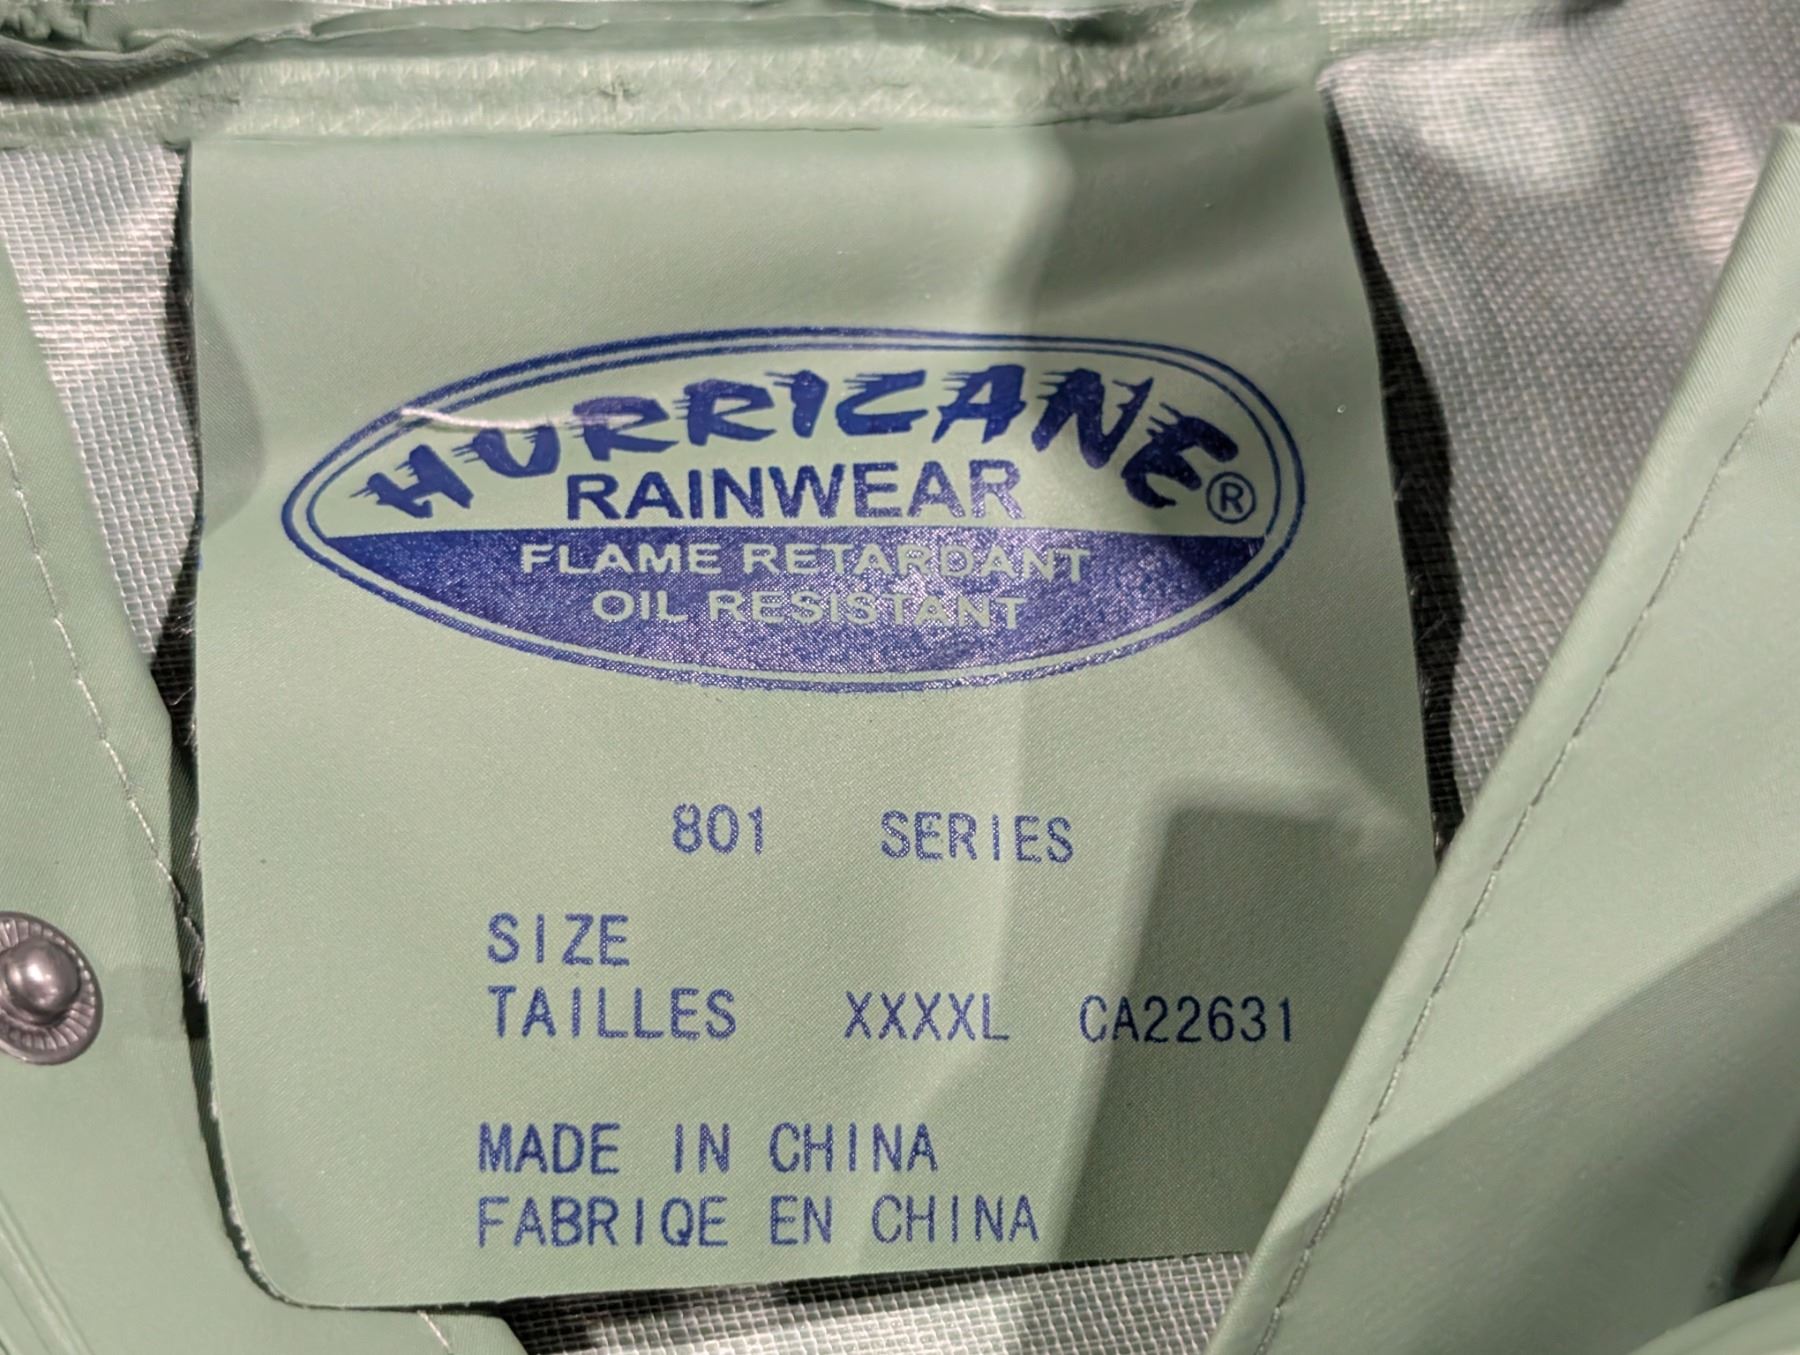 HURRICANE
RAINWEAR ®
FLAME RETARDANT
OIL RESISTANT
801 SERIES
SIZE
TAILLES XXXXL CA22631
MADE IN CHINA
FABRIQE EN CHINA